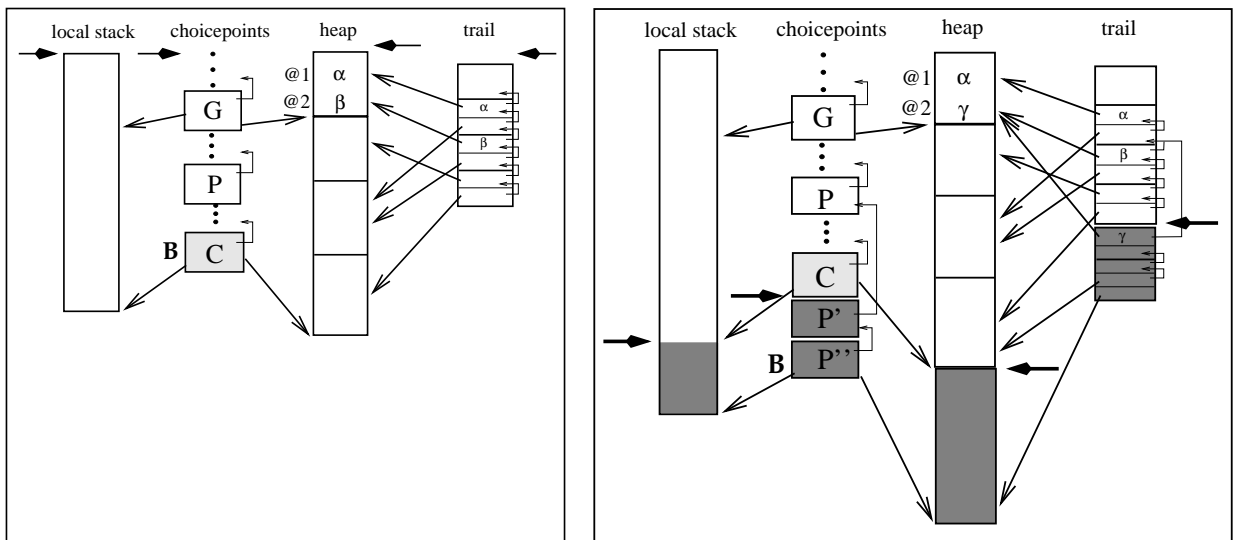 local stack choicepoints heap trail
@1 α
G @2 β α
β
P
B C
local stack choicepoints heap trail
@1 α
G @2 γ α
β
P
γ
C
P'
B P''